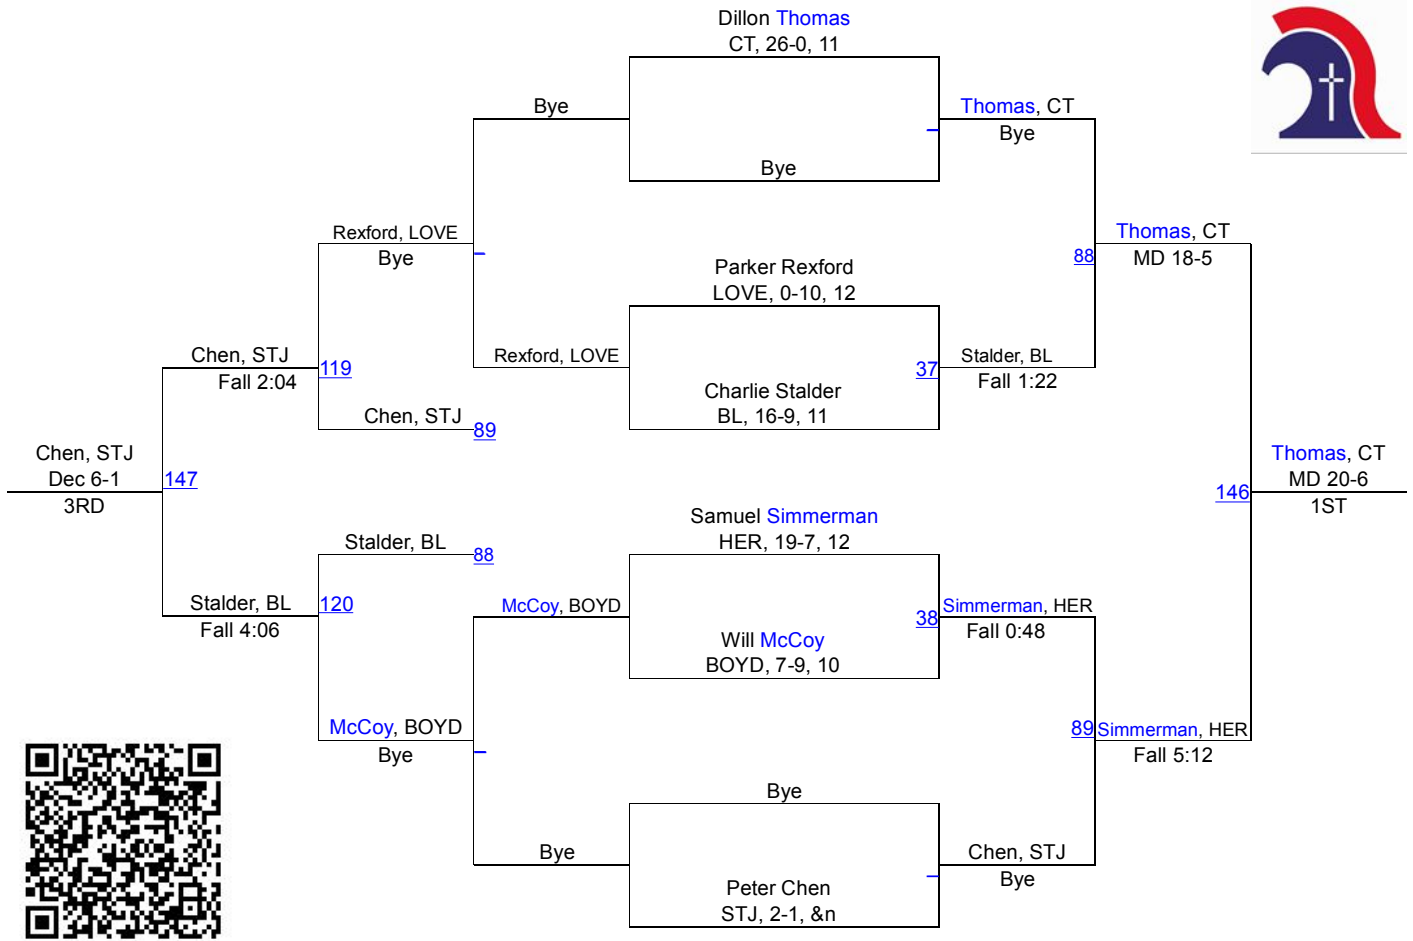 Dillon Thomas
CT, 26-0, 11
Bye
Thomas, CT
Bye
Bye
Rexford, LOVE
Bye
Thomas, CT
MD 18-5
88
Parker Rexford
LOVE, 0-10, 12
Chen, STJ
Fall 2:04
119
Rexford, LOVE
37
Stalder, BL
Fall 1:22
Charlie Stalder
BL, 16-9, 11
Chen, STJ
89
Chen, STJ
Dec 6-1
3RD
147
146
Thomas, CT
MD 20-6
1ST
Samuel Simmerman
HER, 19-7, 12
Stalder, BL
88
Stalder, BL
Fall 4:06
120
McCoy, BOYD
38
Simmerman, HER
Fall 0:48
Will McCoy
BOYD, 7-9, 10
McCoy, BOYD
Bye
89
Simmerman, HER
Fall 5:12
Bye
Bye
Chen, STJ
Bye
Peter Chen
STJ, 2-1, &n